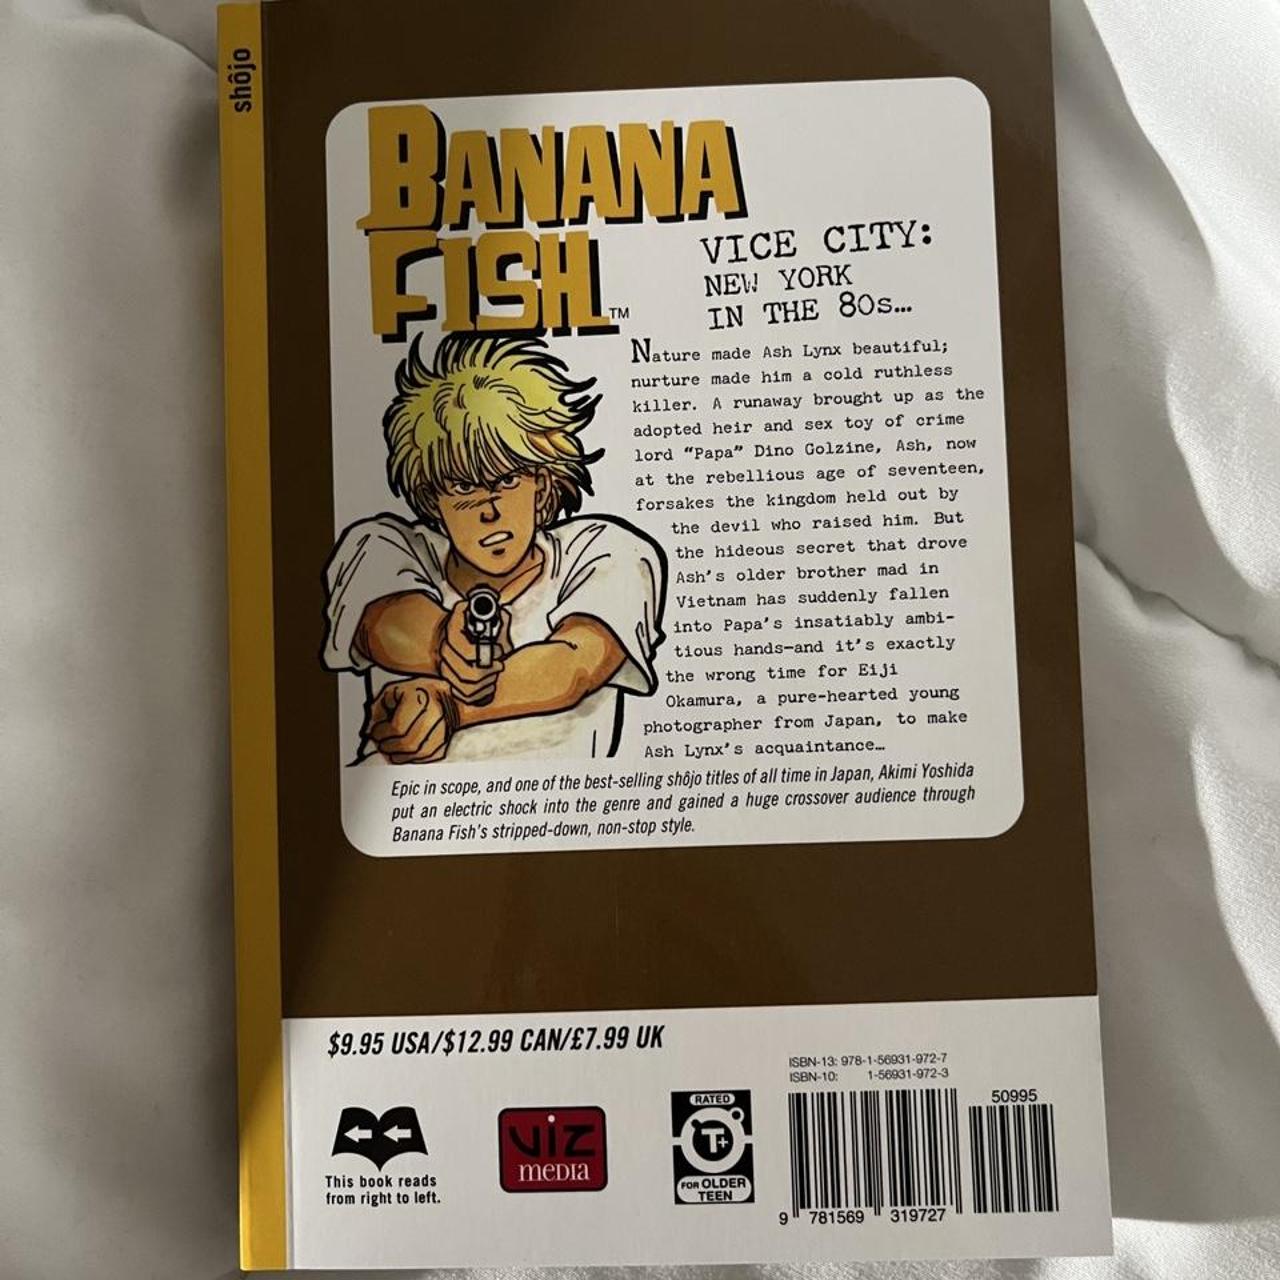 shôjo
BANANA
FISH™
VICE CITY:
NEW YORK
IN THE 80s...
Nature made Ash Lynx beautiful;
nurture made him a cold ruthless
killer. A runaway brought up as the
adopted heir and sex toy of crime
lord "Papa" Dino Golzine, Ash, now
at the rebellious age of seventeen,
forsakes the kingdom held out by
the devil who raised him. But
the hideous secret that drove
Ash's older brother mad in
Vietnam has suddenly fallen
into Papa's insatiably ambi-
tious hands—and it's exactly
the wrong time for Eiji
Okamura, a pure-hearted young
photographer from Japan, to make
Ash Lynx's acquaintance...
Epic in scope, and one of the best-selling shôjo titles of all time in Japan, Akimi Yoshida
put an electric shock into the genre and gained a huge crossover audience through
Banana Fish's stripped-down, non-stop style.
$9.95 USA/$12.99 CAN/£7.99 UK
This book reads
from right to left.
VIZ
MEDIA
RATED
T+
FOR OLDER
TEEN
ISBN-13: 978-1-56931-972-7
ISBN-10: 1-56931-972-3
50995
9 781569 319727